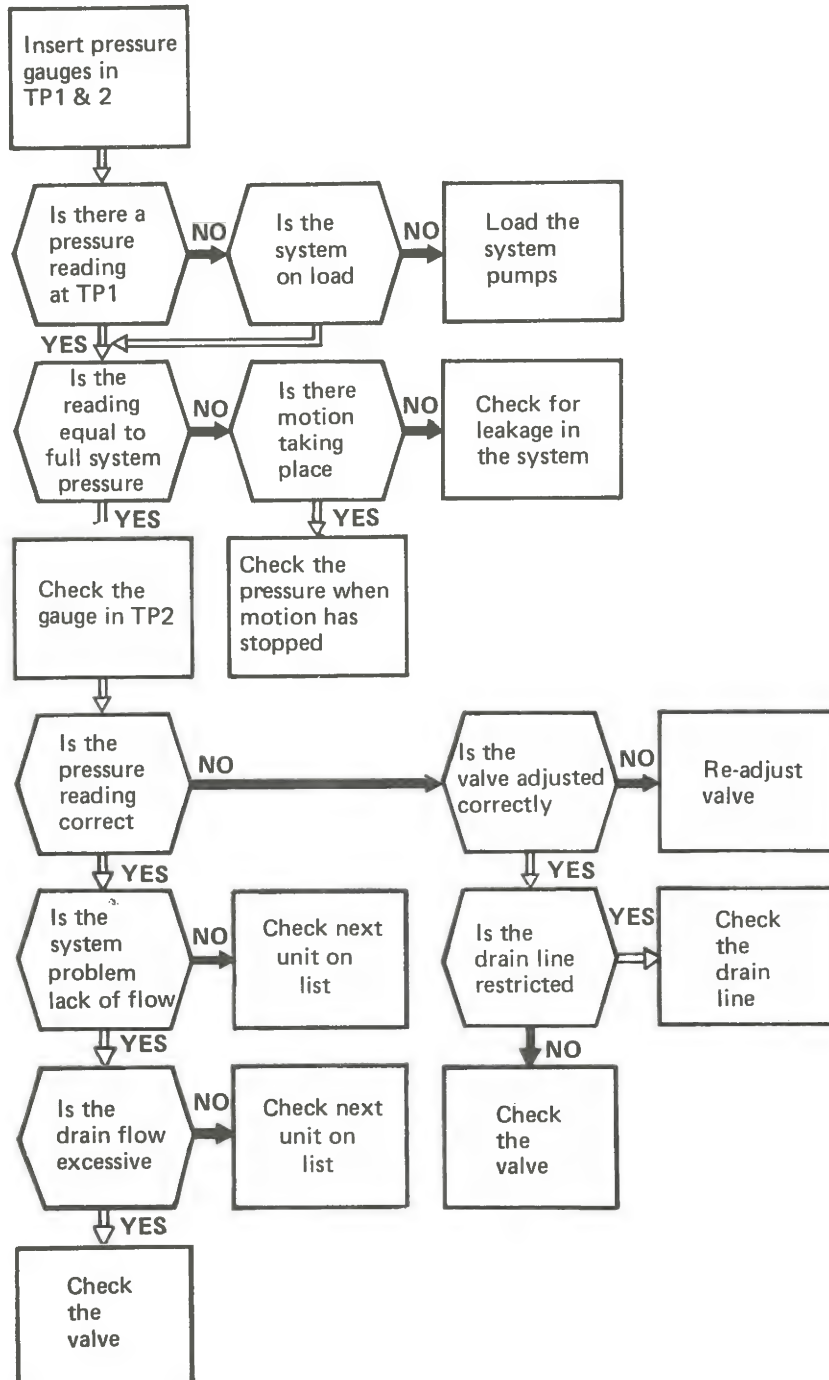 Insert pressure
gauges in
TP1 & 2
Is there a
pressure
reading
at TP1
NO
Is the
system
on load
NO
Load the
system
pumps
YES
Is the
reading
equal to
full system
pressure
NO
Is there
motion
taking
place
NO
Check for
leakage in
the system
YES
YES
Check the
gauge in TP2
Check the
pressure when
motion has
stopped
Is the
pressure
reading
correct
NO
Is the
valve adjusted
correctly
NO
Re-adjust
valve
YES
YES
Is the
system
problem
lack of flow
NO
Check next
unit on
list
Is the
drain line
restricted
YES
Check
the
drain
line
YES
NO
Is the
drain flow
excessive
NO
Check next
unit on
list
Check
the
valve
YES
Check
the
valve